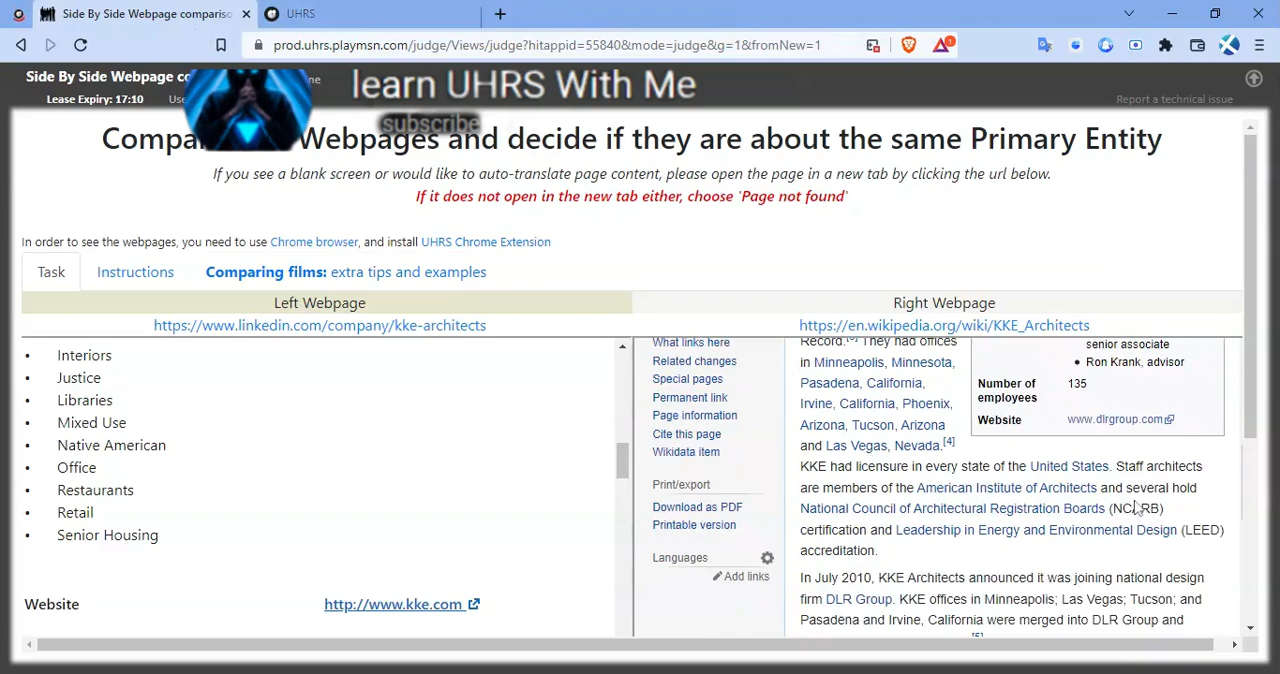 Side By Side Webpage compariso
UHRS
prod.uhrs.playmsn.com/judge/Views/judge?hitappid=55840&mode=judge&g=1&fromNew=1
1
Side By Side Webpage co
ne
learn UHRS With Me
subscribe
Lease Expiry: 17:10
Use
Report a technical issue
Compa
Webpages and decide if they are about the same Primary Entity
If you see a blank screen or would like to auto-translate page content, please open the page in a new tab by clicking the url below.
If it does not open in the new tab either, choose 'Page not found'
In order to see the webpages, you need to use Chrome browser, and install UHRS Chrome Extension
Task
Instructions
Comparing films: extra tips and examples
Left Webpage
Right Webpage
https://www.linkedin.com/company/kke-architects
https://en.wikipedia.org/wiki/KKE_Architects
• Interiors
• Justice
• Libraries
• Mixed Use
• Native American
• Office
• Restaurants
• Retail
• Senior Housing
Website
http://www.kke.com
What links here
Related changes
Special pages
Permanent link
Page information
Cite this page
Wikidata item
Print/export
Download as PDF
Printable version
Languages
Add links
They had offices
in Minneapolis, Minnesota,
Pasadena, California,
Irvine, California, Phoenix,
Arizona, Tucson, Arizona
and Las Vegas, Nevada.[4]
senior associate
• Ron Krank, advisor
Number of
employees
135
Website
www.dlrgroup.com
KKE had licensure in every state of the United States. Staff architects
are members of the American Institute of Architects and several hold
National Council of Architectural Registration Boards (NCARB)
certification and Leadership in Energy and Environmental Design (LEED)
accreditation.
In July 2010, KKE Architects announced it was joining national design
firm DLR Group. KKE offices in Minneapolis; Las Vegas; Tucson; and
Pasadena and Irvine, California were merged into DLR Group and